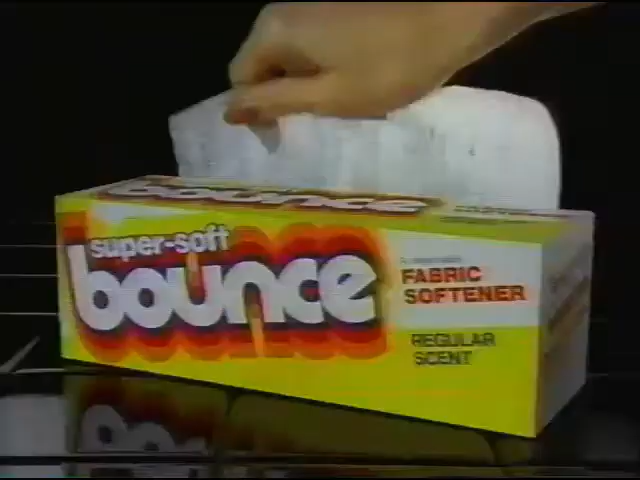 bounce
super-soft
bounce
FABRIC
SOFTENER
REGULAR
SCENT